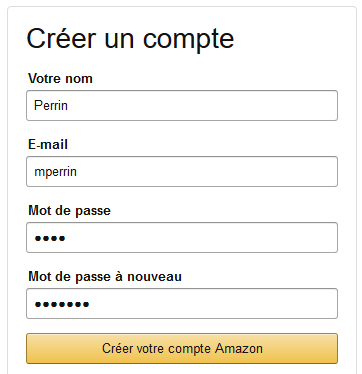 Créer un compte
Votre nom
Perrin
E-mail
mperrin
Mot de passe
●●●●
Mot de passe à nouveau
●●●●●●●
Créer votre compte Amazon